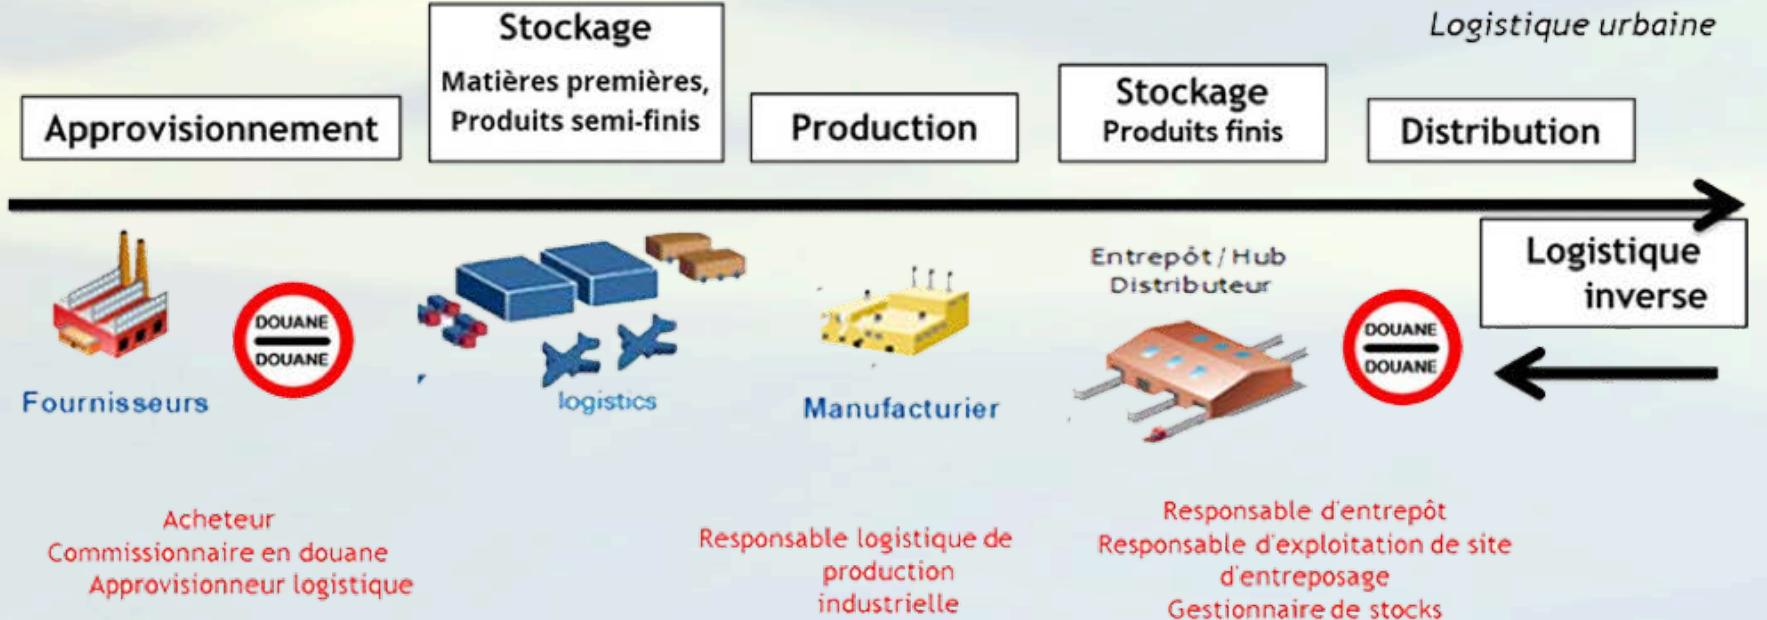 Logistique urbaine
Approvisionnement
Stockage
Matières premières,
Produits semi-finis
Production
Stockage
Produits finis
Distribution
Logistique
inverse
Fournisseurs
DOUANE
DOUANE
logistics
Manufacturier
Entrepôt / Hub
Distributeur
DOUANE
DOUANE
Acheteur
Commissionnaire en douane
Approvisionneur logistique
Responsable logistique de
production
industrielle
Responsable d'entrepôt
Responsable d'exploitation de site
d'entreposage
Gestionnaire de stocks